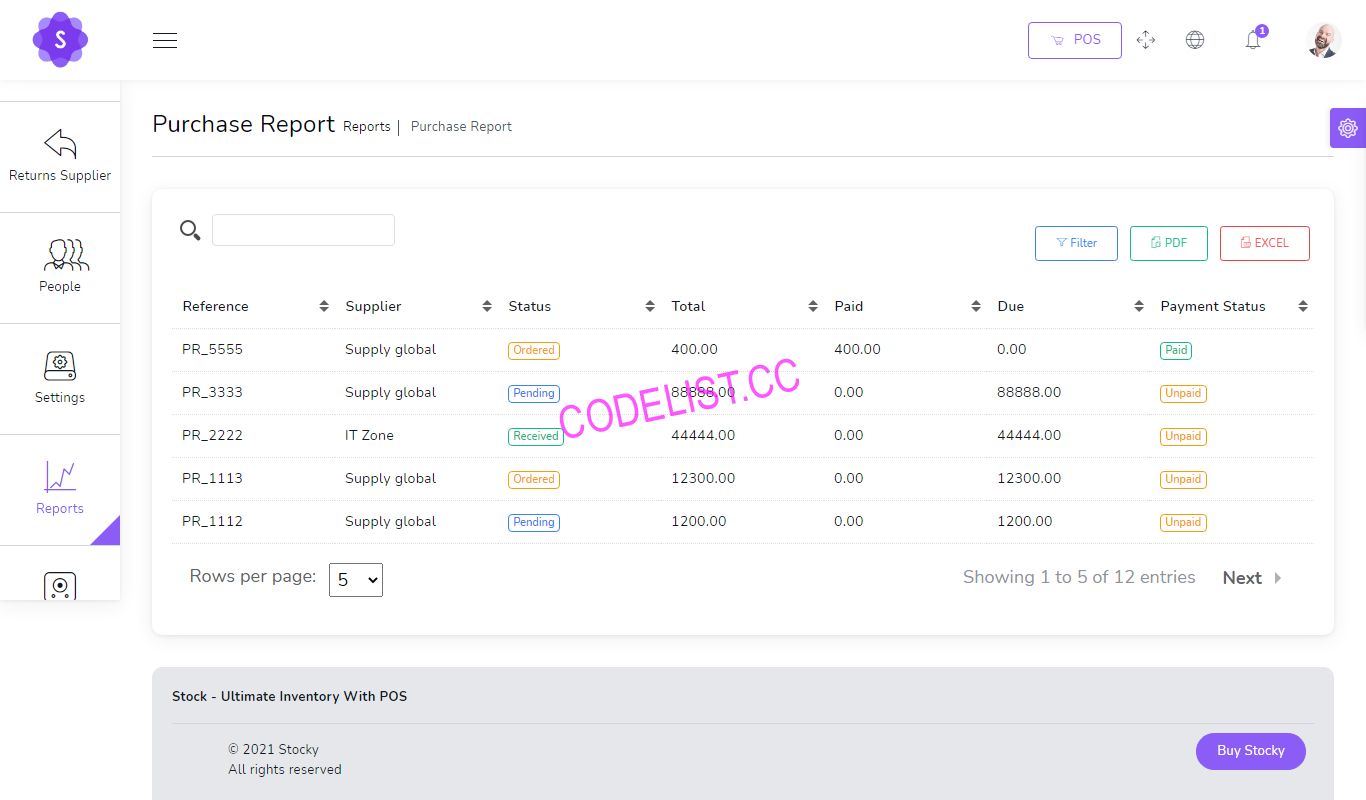 S
POS
1
Purchase Report Reports | Purchase Report
Returns Supplier
People
Settings
Reports
Filter PDF EXCEL
Reference Supplier Status Total Paid Due Payment Status
PR_5555 Supply global Ordered 400.00 400.00 0.00 Paid
PR_3333 Supply global Pending 88888.00 0.00 88888.00 Unpaid
PR_2222 IT Zone Received 44444.00 0.00 44444.00 Unpaid
PR_1113 Supply global Ordered 12300.00 0.00 12300.00 Unpaid
PR_1112 Supply global Pending 1200.00 0.00 1200.00 Unpaid
CODELIST.CC
Rows per page: 5 Showing 1 to 5 of 12 entries Next
Stock - Ultimate Inventory With POS
© 2021 Stocky
All rights reserved
Buy Stocky